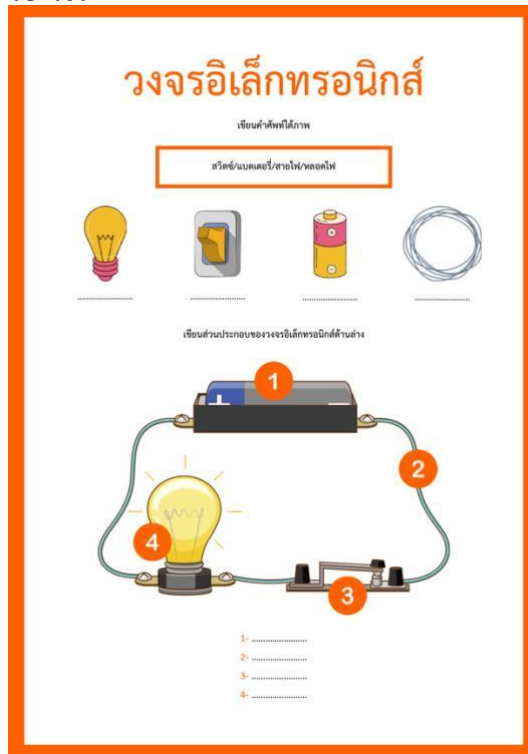 วงจรอิเล็กทรอนิกส์
เขียนคำศัพท์ใต้ภาพ
สวิตซ์/แบตเตอรี่/สายไฟ/หลอดไฟ
........................ ........................ ........................ ........................
เขียนส่วนประกอบของวงจรอิเล็กทรอนิกส์ด้านล่าง
1
2
4
3
1- ........................
2- ........................
3- ........................
4- ........................